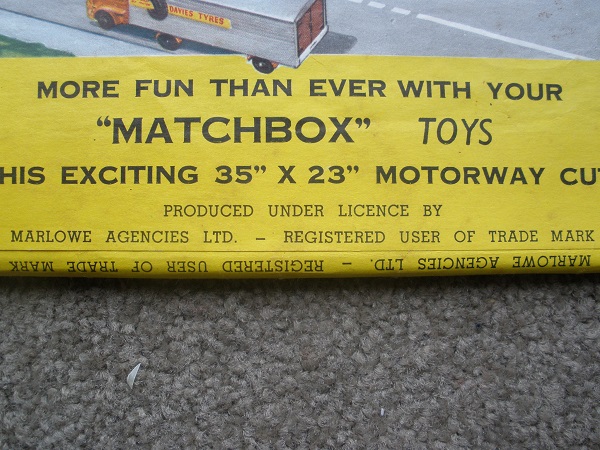 DAVIES TYRES
MORE FUN THAN EVER WITH YOUR
“MATCHBOX” TOYS
HIS EXCITING 35” X 23” MOTORWAY CUT
PRODUCED UNDER LICENCE BY
MARLOWE AGENCIES LTD. – REGISTERED USER OF TRADE MARK
MARLOWE AGENCIES LTD. – REGISTERED USER OF TRADE MARK